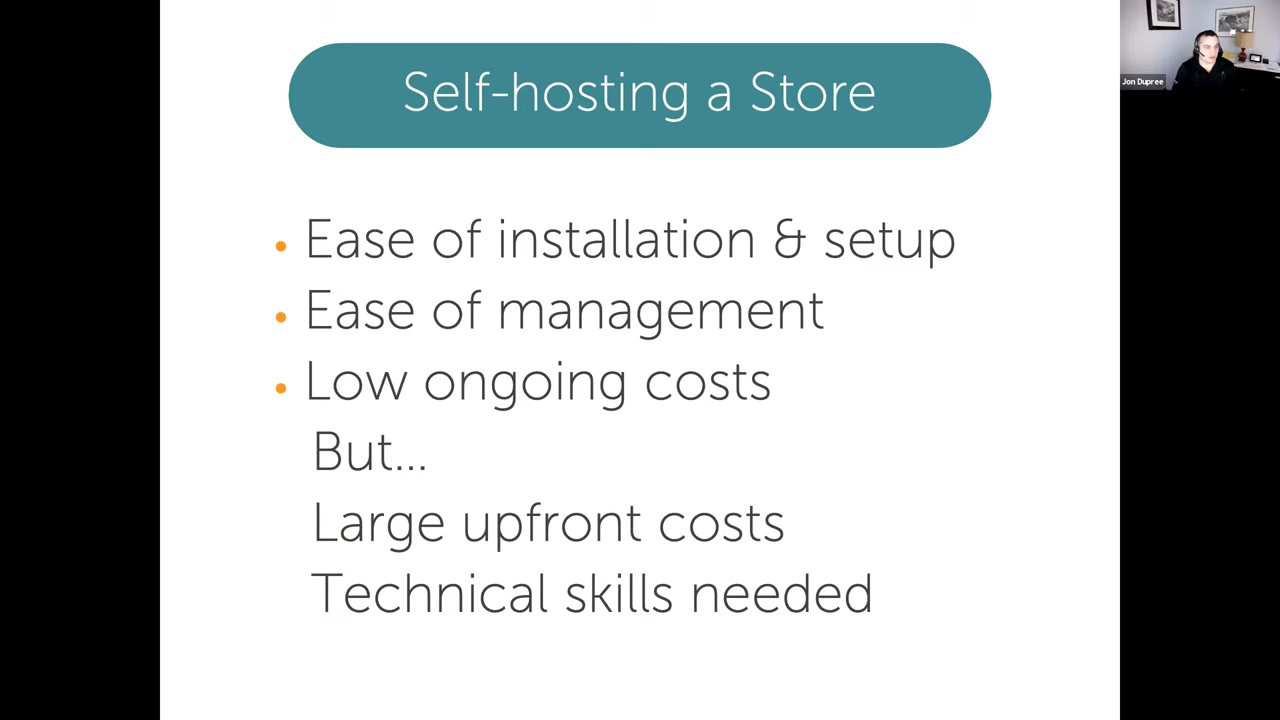 Self-hosting a Store
Jon Dupree
• Ease of installation & setup
• Ease of management
• Low ongoing costs
But...
Large upfront costs
Technical skills needed